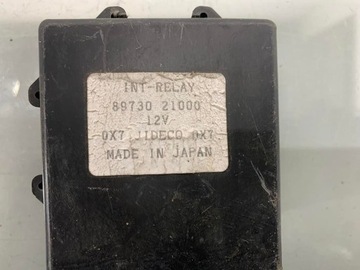 INT-RELAY
89730 21000
12V
0X7 JIDECO 0X7
MADE IN JAPAN